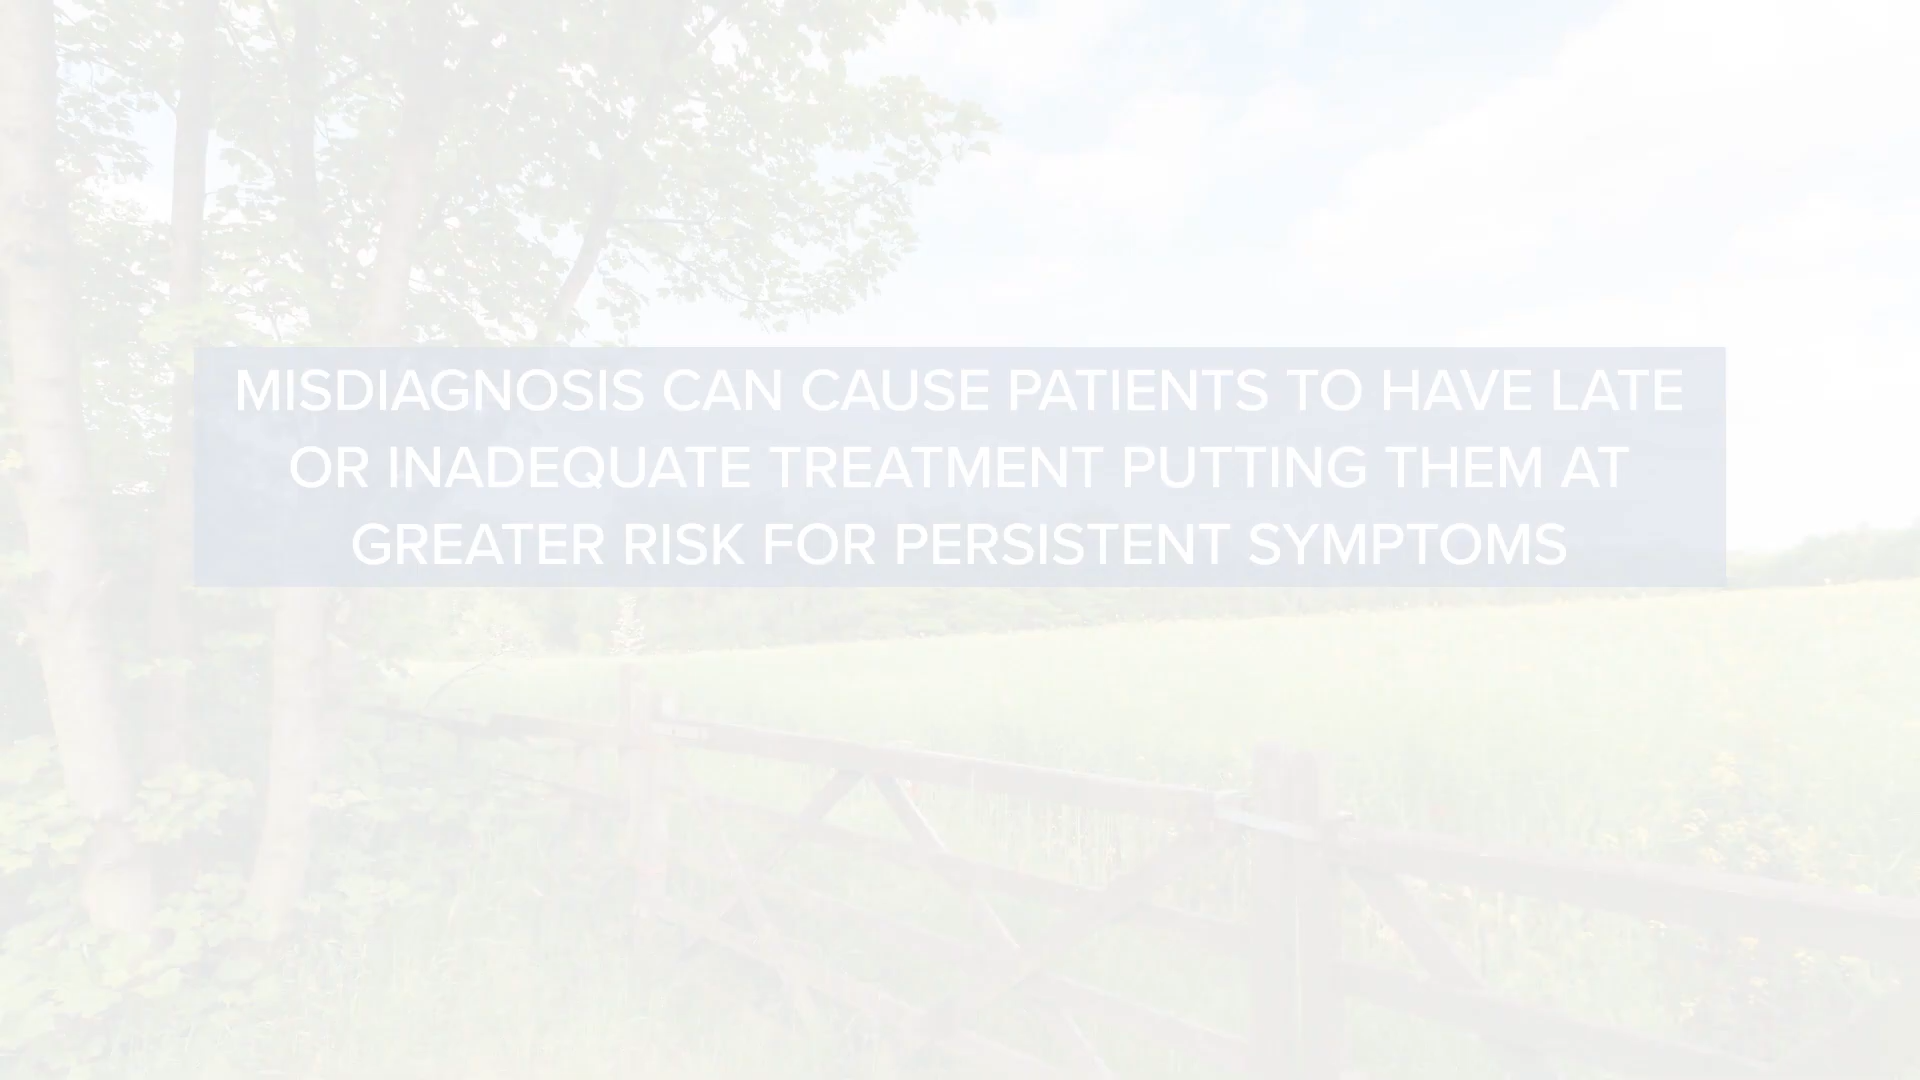 MISDIAGNOSIS CAN CAUSE PATIENTS TO HAVE LATE
OR INADEQUATE TREATMENT PUTTING THEM AT
GREATER RISK FOR PERSISTENT SYMPTOMS